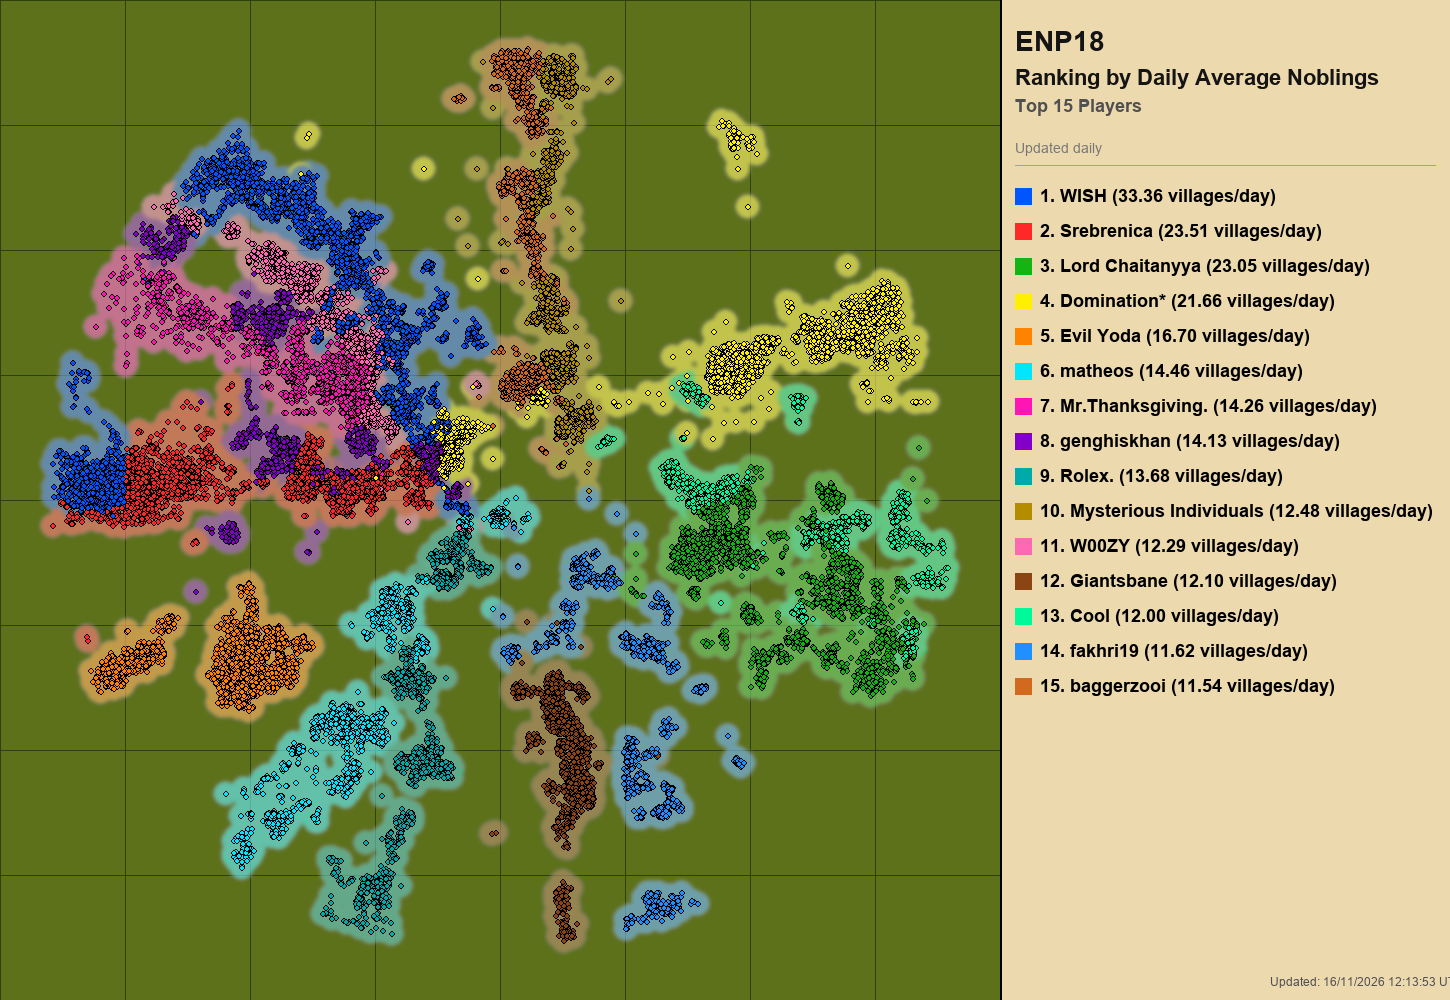 ENP18
Ranking by Daily Average Noblings
Top 15 Players
Updated daily
1. WISH (33.36 villages/day)
2. Srebrenica (23.51 villages/day)
3. Lord Chaitanyya (23.05 villages/day)
4. Domination* (21.66 villages/day)
5. Evil Yoda (16.70 villages/day)
6. matheos (14.46 villages/day)
7. Mr.Thanksgiving. (14.26 villages/day)
8. genghiskhan (14.13 villages/day)
9. Rolex. (13.68 villages/day)
10. Mysterious Individuals (12.48 villages/day)
11. W00ZY (12.29 villages/day)
12. Giantsbane (12.10 villages/day)
13. Cool (12.00 villages/day)
14. fakhri19 (11.62 villages/day)
15. baggerzooi (11.54 villages/day)
Updated: 16/11/2026 12:13:53 U